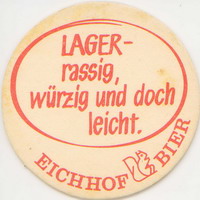 LAGER-
rassig,
würzig und doch
leicht.
EICHHOF BIER